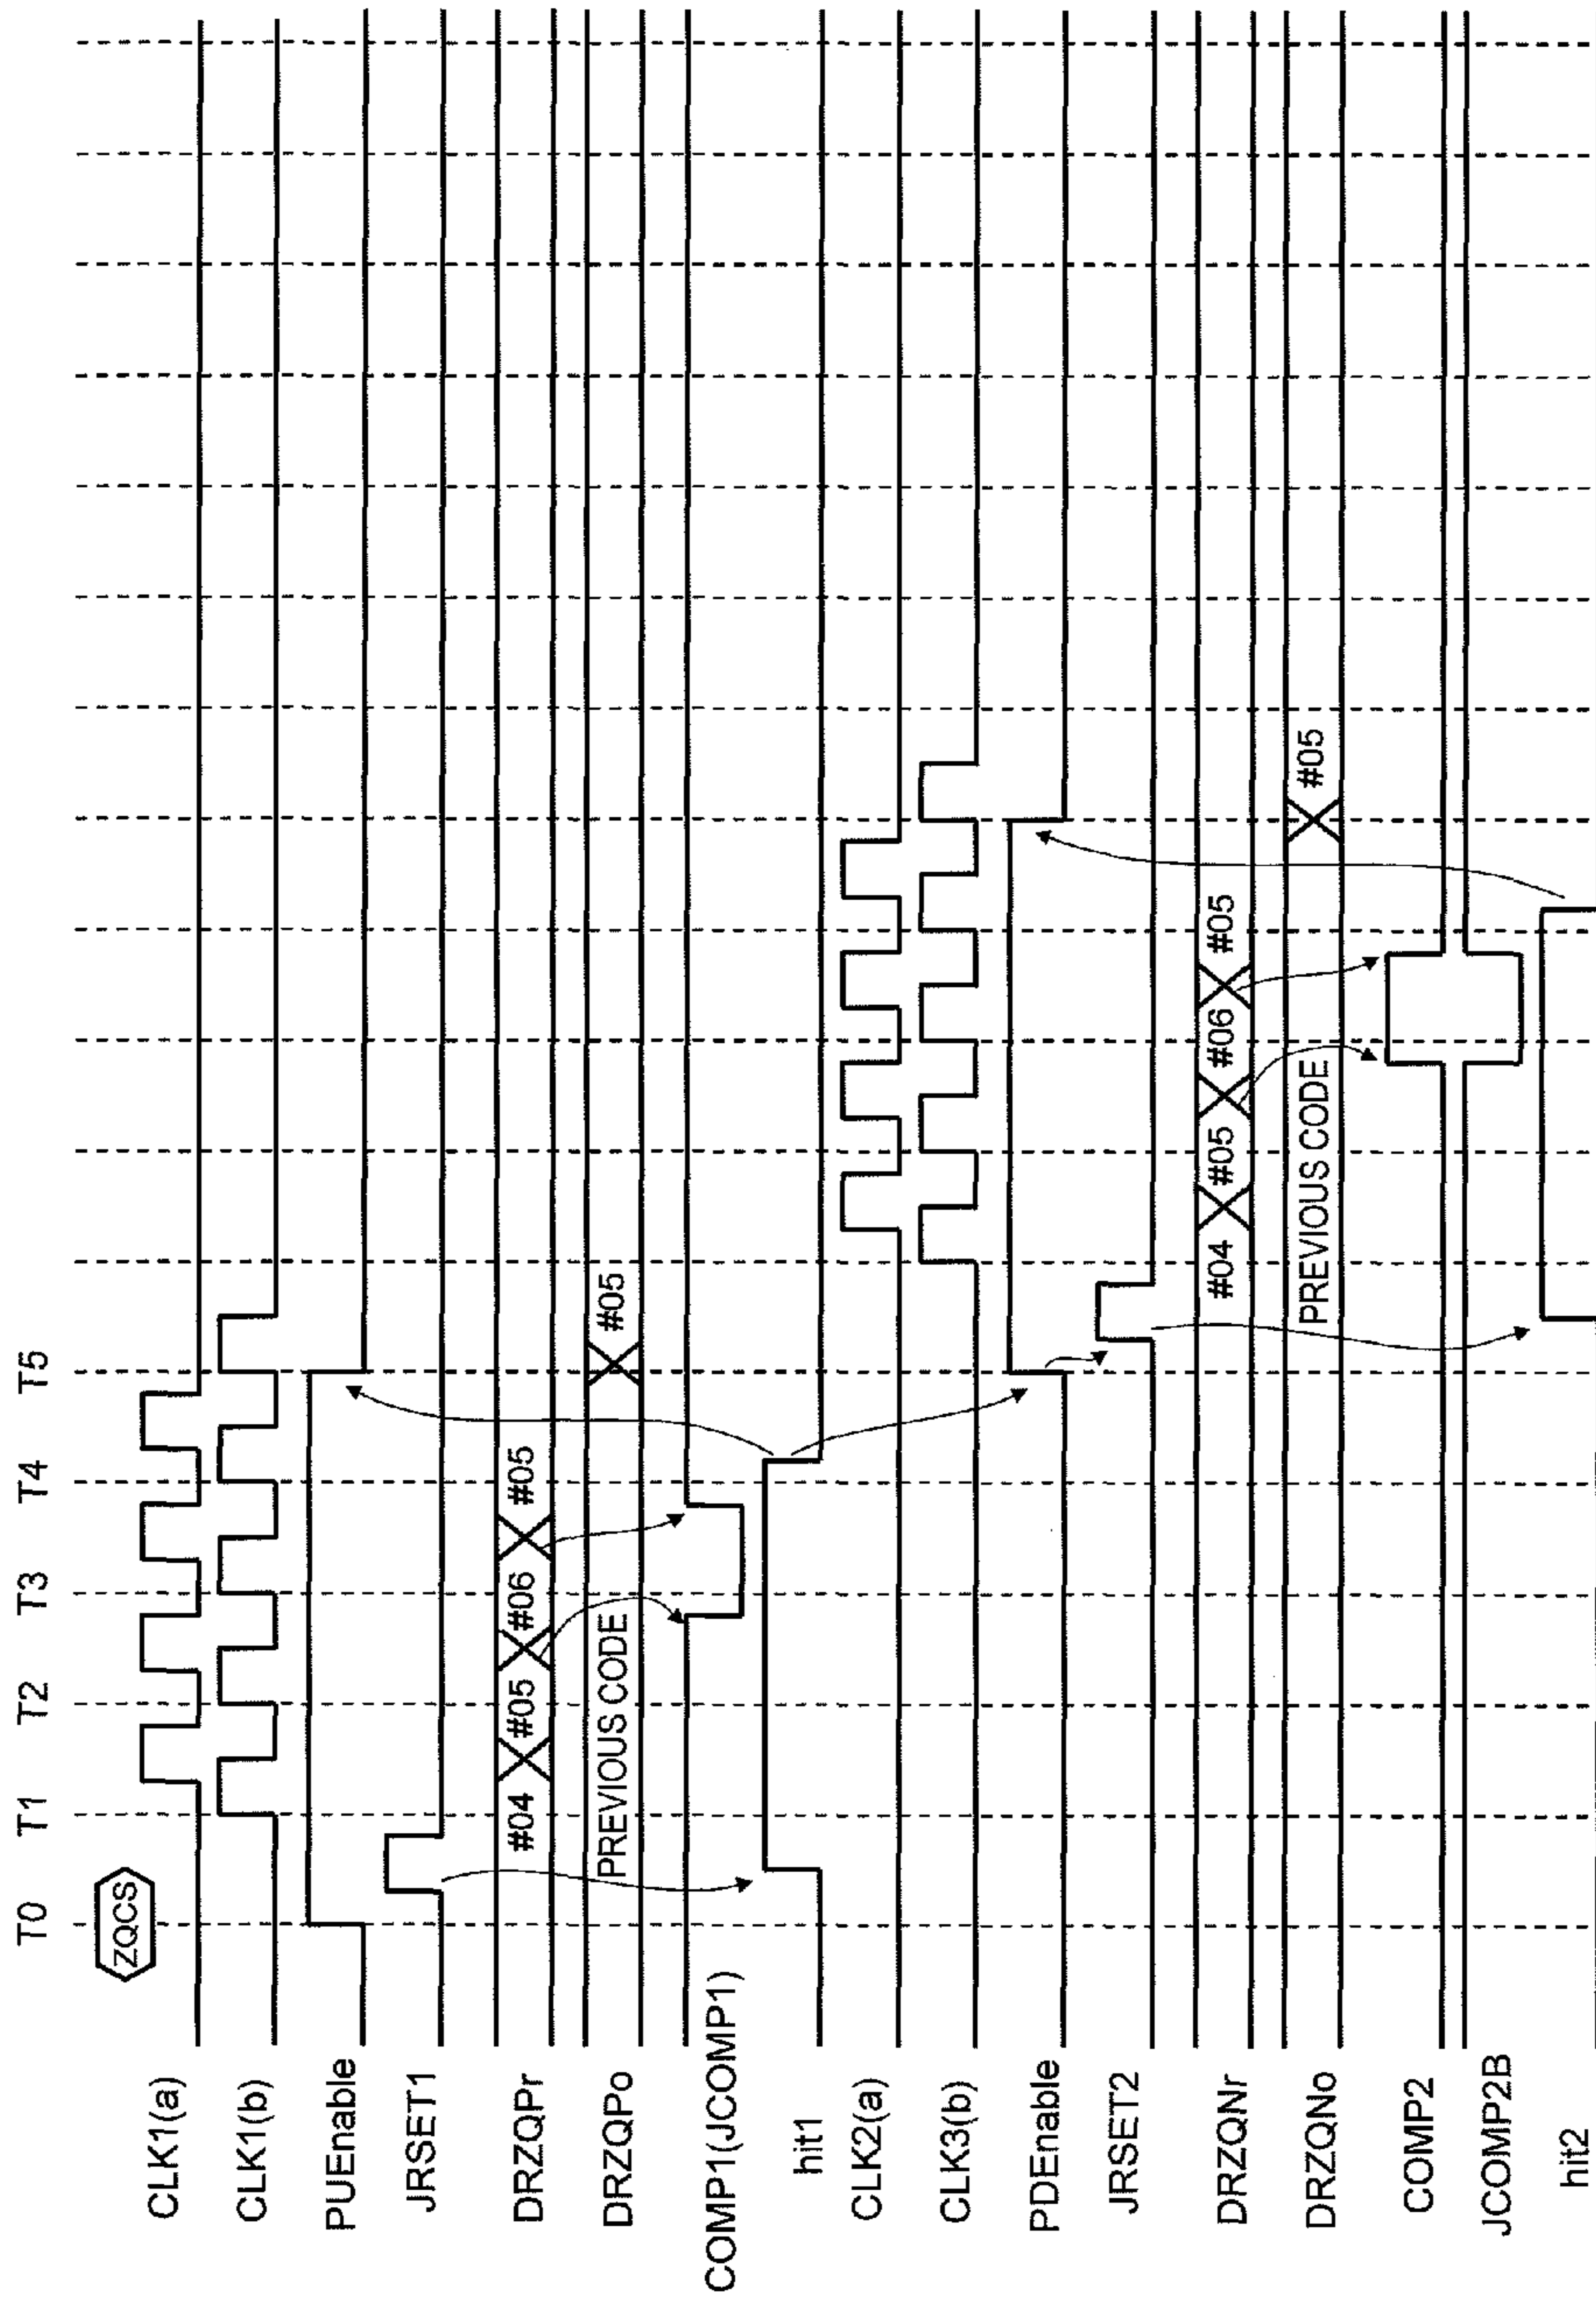 T0 T1 T2 T3 T4 T5
ZQCS
CLK1(a)
CLK1(b)
PUEnable
JRSET1
DRZQPr #04 #05 #06 #05
DRZQPo PREVIOUS CODE #05
COMP1(JCOMP1)
hit1
CLK2(a)
CLK3(b)
PDEnable
JRSET2
DRZQNr #04 #05 #06 #05
DRZQNo PREVIOUS CODE #05
COMP2
JCOMP2B
hit2